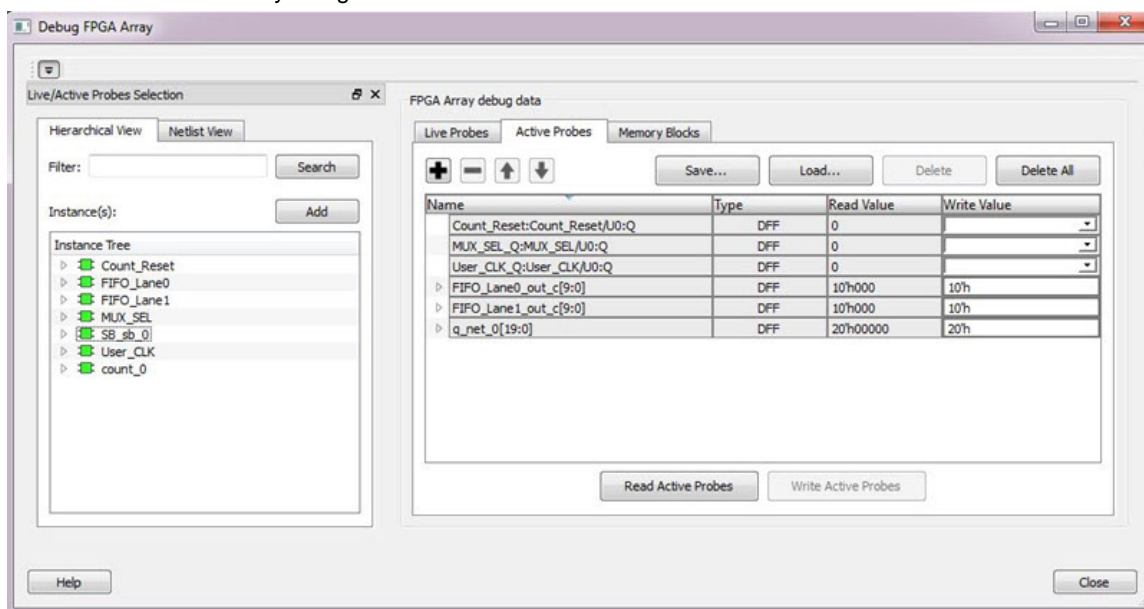 Debug FPGA Array
Live/Active Probes Selection
Hierarchical View Netlist View
Filter: Search
Instance(s): Add
Instance Tree
Count_Reset
FIFO_Lane0
FIFO_Lane1
MUX_SEL
SB_sb_0
User_CLK
count_0
FPGA Array debug data
Live Probes Active Probes Memory Blocks
Save... Load... Delete Delete All
Name Type Read Value Write Value
Count_Reset:Count_Reset/U0:Q DFF 0
MUX_SEL_Q:MUX_SEL/U0:Q DFF 0
User_CLK_Q:User_CLK/U0:Q DFF 0
FIFO_Lane0_out_c[9:0] DFF 10'h000 10'h
FIFO_Lane1_out_c[9:0] DFF 10'h000 10'h
q_net_0[19:0] DFF 20'h00000 20'h
Read Active Probes Write Active Probes
Help Close